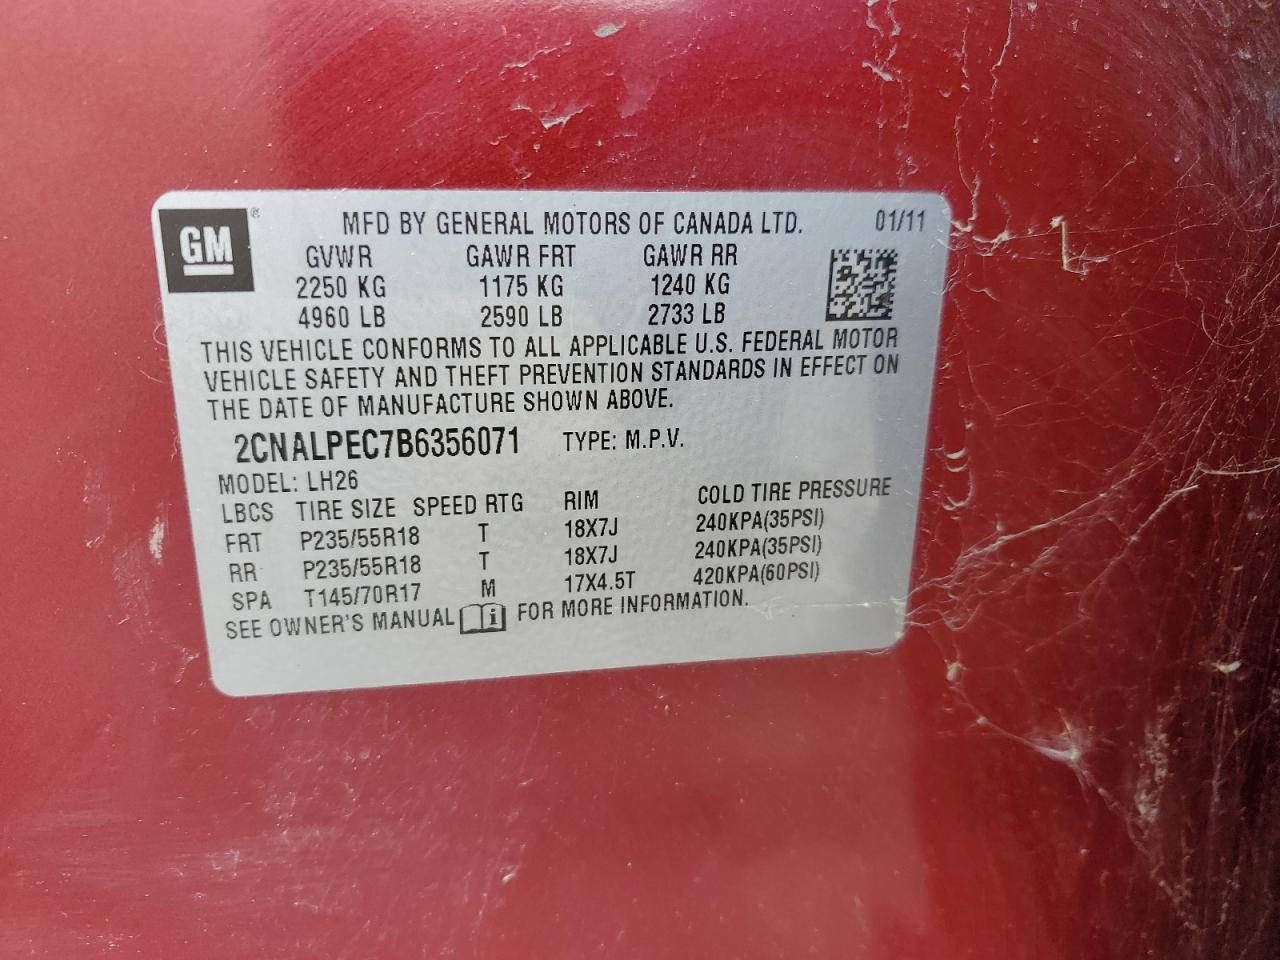 GM®
MFD BY GENERAL MOTORS OF CANADA LTD. 01/11
GVWR GAWR FRT GAWR RR
2250 KG 1175 KG 1240 KG
4960 LB 2590 LB 2733 LB
THIS VEHICLE CONFORMS TO ALL APPLICABLE U.S. FEDERAL MOTOR
VEHICLE SAFETY AND THEFT PREVENTION STANDARDS IN EFFECT ON
THE DATE OF MANUFACTURE SHOWN ABOVE.
2CNALPEC7B6356071 TYPE: M.P.V.
MODEL: LH26
LBCS TIRE SIZE SPEED RTG RIM COLD TIRE PRESSURE
FRT P235/55R18 T 18X7J 240KPA(35PSI)
RR P235/55R18 T 18X7J 240KPA(35PSI)
SPA T145/70R17 M 17X4.5T 420KPA(60PSI)
SEE OWNER'S MANUAL i FOR MORE INFORMATION.